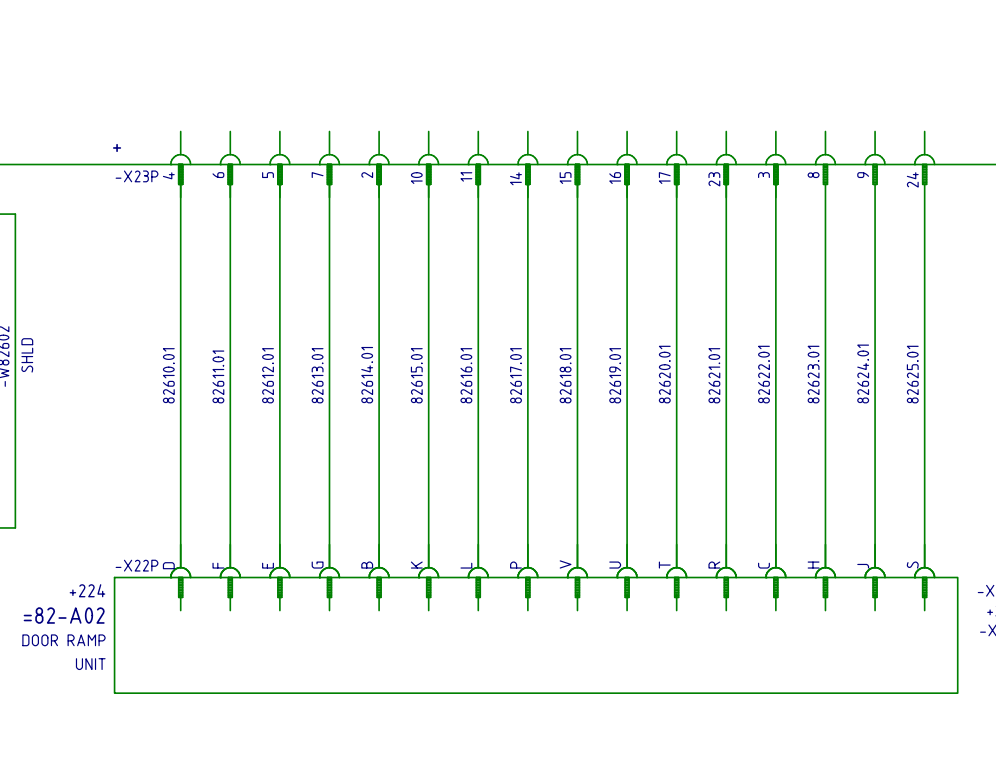 +
-X23P 4 6 5 7 2 10 11 14 15 16 17 23 3 8 9 24
-W82602
SHLD
82610.01 82611.01 82612.01 82613.01 82614.01 82615.01 82616.01 82617.01 82618.01 82619.01 82620.01 82621.01 82622.01 82623.01 82624.01 82625.01
-X22P D F E G B K L P V U T R C H J S
+224
=82-A02
DOOR RAMP
UNIT
-X
+
-X